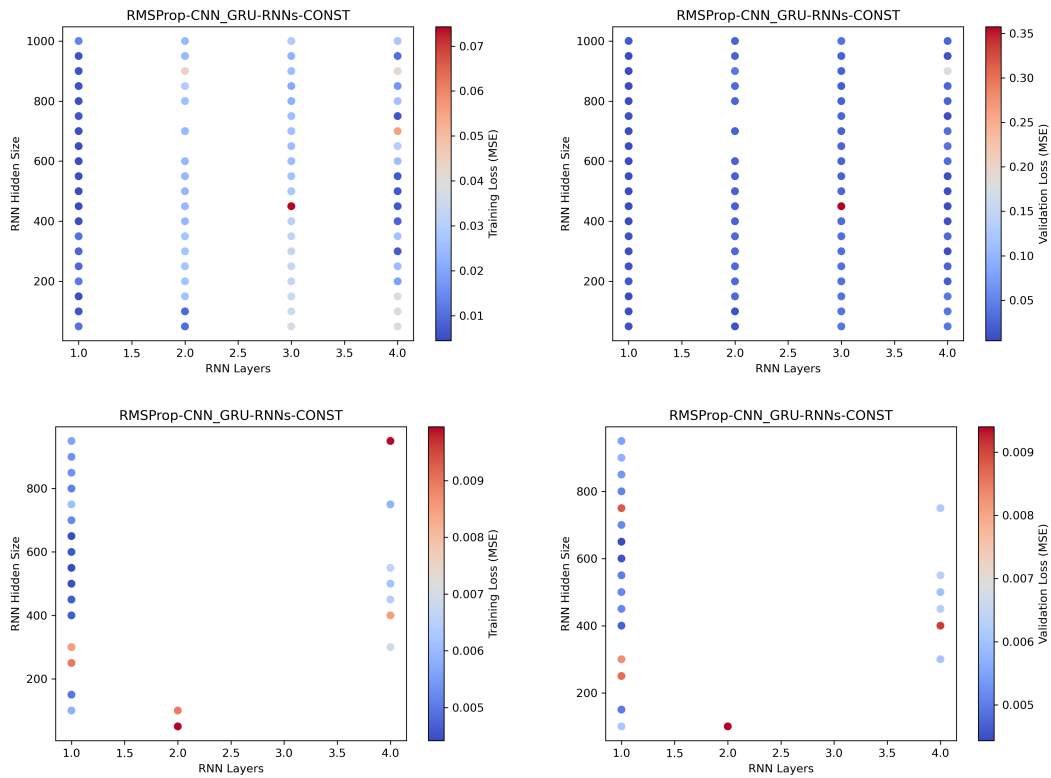 RMSProp-CNN_GRU-RNNs-CONST
1000
800
600
400
200
RNN Hidden Size
1.0 1.5 2.0 2.5 3.0 3.5 4.0
RNN Layers
0.07
0.06
0.05
0.04
0.03
0.02
0.01
Training Loss (MSE)
RMSProp-CNN_GRU-RNNs-CONST
1000
800
600
400
200
RNN Hidden Size
1.0 1.5 2.0 2.5 3.0 3.5 4.0
RNN Layers
0.35
0.30
0.25
0.20
0.15
0.10
0.05
Validation Loss (MSE)
RMSProp-CNN_GRU-RNNs-CONST
800
600
400
200
RNN Hidden Size
1.0 1.5 2.0 2.5 3.0 3.5 4.0
RNN Layers
0.009
0.008
0.007
0.006
0.005
Training Loss (MSE)
RMSProp-CNN_GRU-RNNs-CONST
800
600
400
200
RNN Hidden Size
1.0 1.5 2.0 2.5 3.0 3.5 4.0
RNN Layers
0.009
0.008
0.007
0.006
0.005
Validation Loss (MSE)